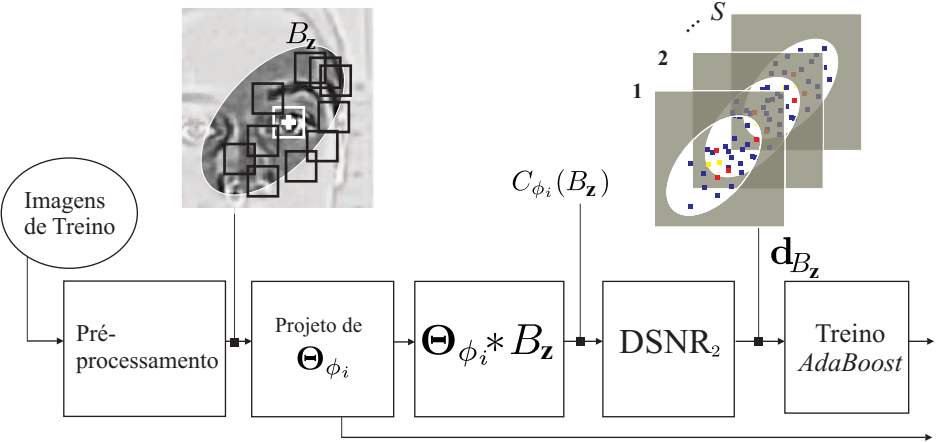 B_z
... S
2
1
Imagens
de Treino
C_{ϕ_i}(B_z)
d_{B_z}
Pré-
processamento
Projeto de
Θ_{ϕ_i}
Θ_{ϕ_i} * B_z
DSNR₂
Treino
AdaBoost